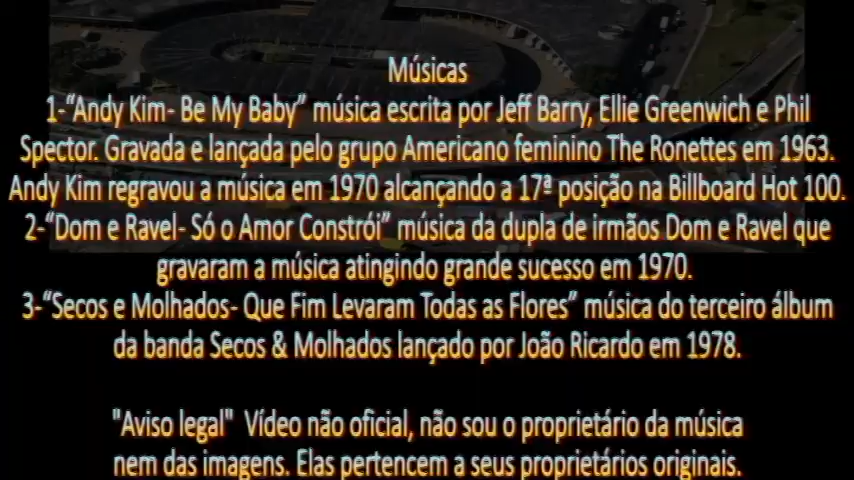 Músicas
1-“Andy Kim- Be My Baby” música escrita por Jeff Barry, Ellie Greenwich e Phil
Spector. Gravada e lançada pelo grupo Americano feminino The Ronettes em 1963.
Andy Kim regravou a música em 1970 alcançando a 17ª posição na Billboard Hot 100.
2-“Dom e Ravel- Só o Amor Constrói” música da dupla de irmãos Dom e Ravel que
gravaram a música atingindo grande sucesso em 1970.
3-“Secos e Molhados- Que Fim Levaram Todas as Flores” música do terceiro álbum
da banda Secos & Molhados lançado por João Ricardo em 1978.
"Aviso legal" Vídeo não oficial, não sou o proprietário da música
nem das imagens. Elas pertencem a seus proprietários originais.